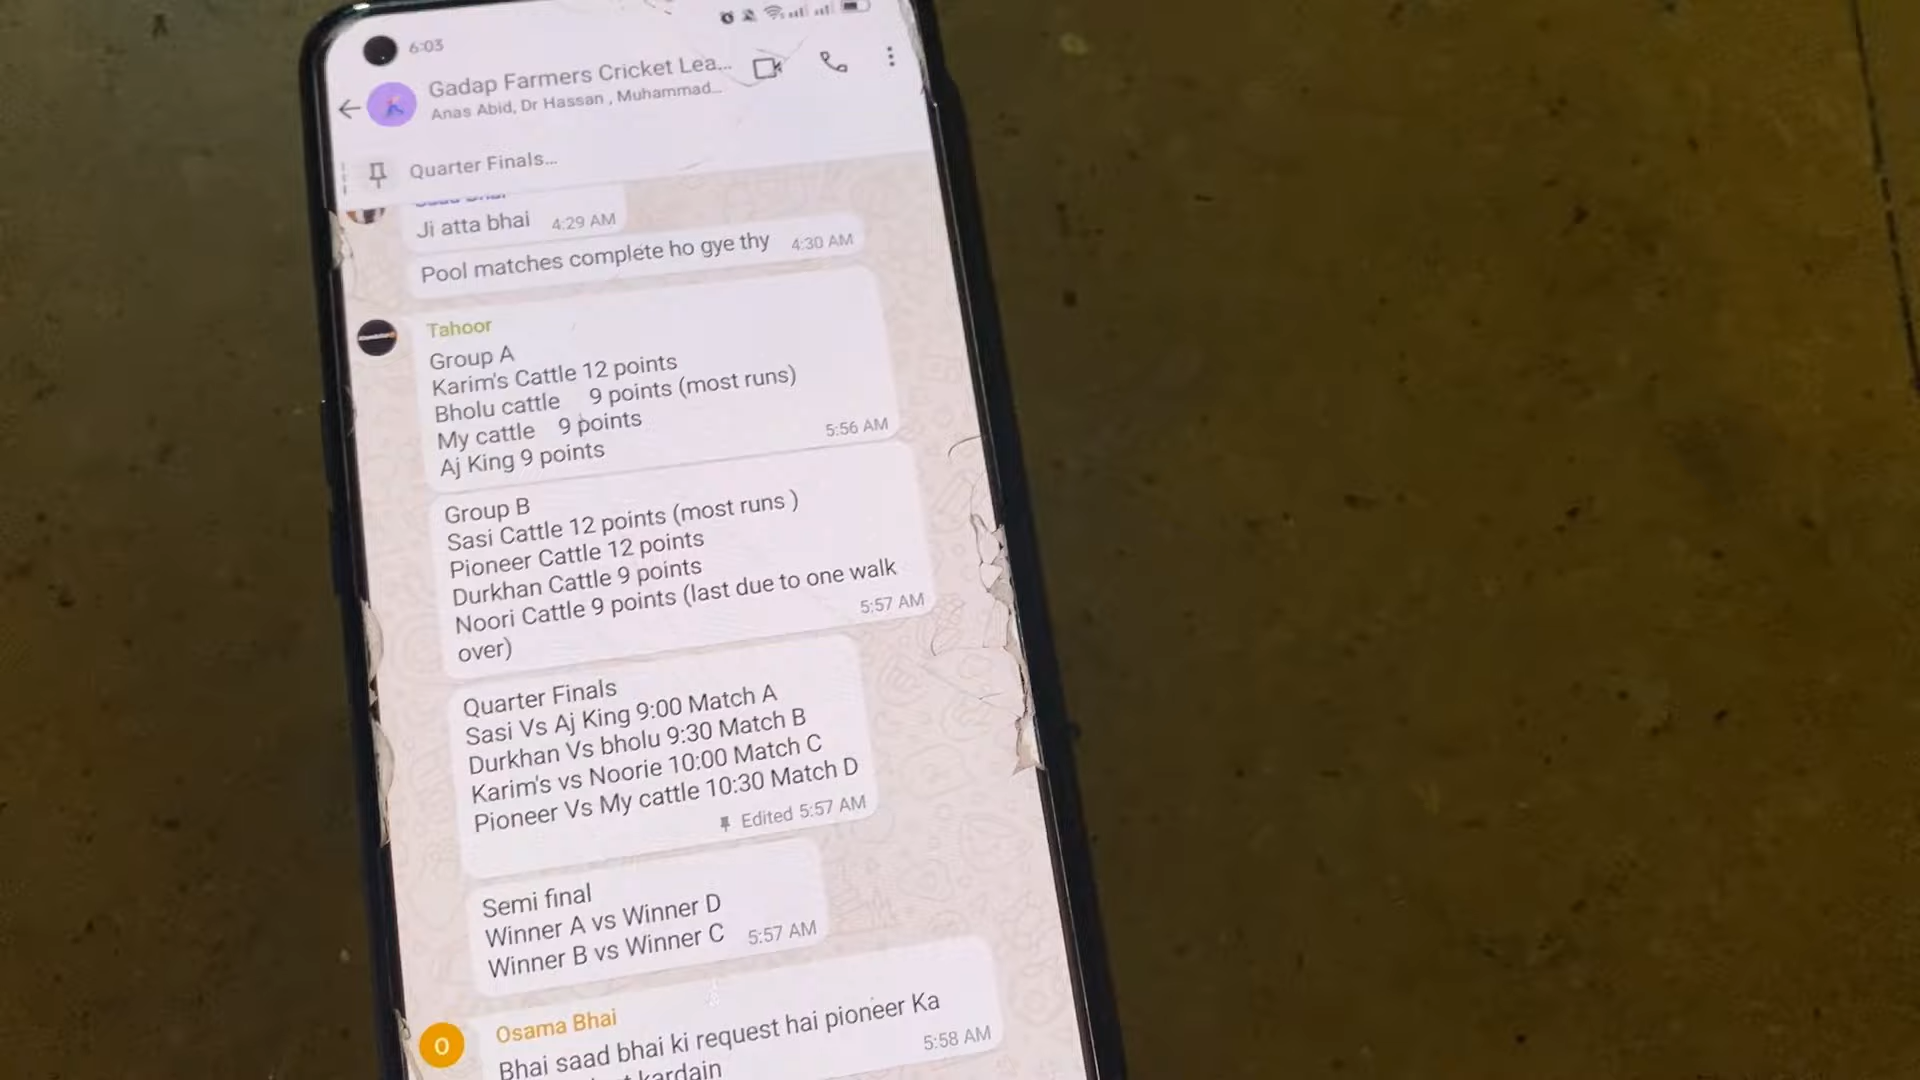 6:03
Gadap Farmers Cricket Lea...
Anas Abid, Dr Hassan , Muhammad...
Quarter Finals...
Ji atta bhai 4:29 AM
Pool matches complete ho gye thy 4:30 AM
Tahoor
Group A
Karim's Cattle 12 points
Bholu cattle 9 points (most runs)
My cattle 9 points
Aj King 9 points
5:56 AM
Group B
Sasi Cattle 12 points (most runs )
Pioneer Cattle 12 points
Durkhan Cattle 9 points
Noori Cattle 9 points (last due to one walk
over)
5:57 AM
Quarter Finals
Sasi Vs Aj King 9:00 Match A
Durkhan Vs bholu 9:30 Match B
Karim's vs Noorie 10:00 Match C
Pioneer Vs My cattle 10:30 Match D
Edited 5:57 AM
Semi final
Winner A vs Winner D
Winner B vs Winner C 5:57 AM
O
Osama Bhai
Bhai saad bhai ki request hai pioneer Ka
kardain
5:58 AM